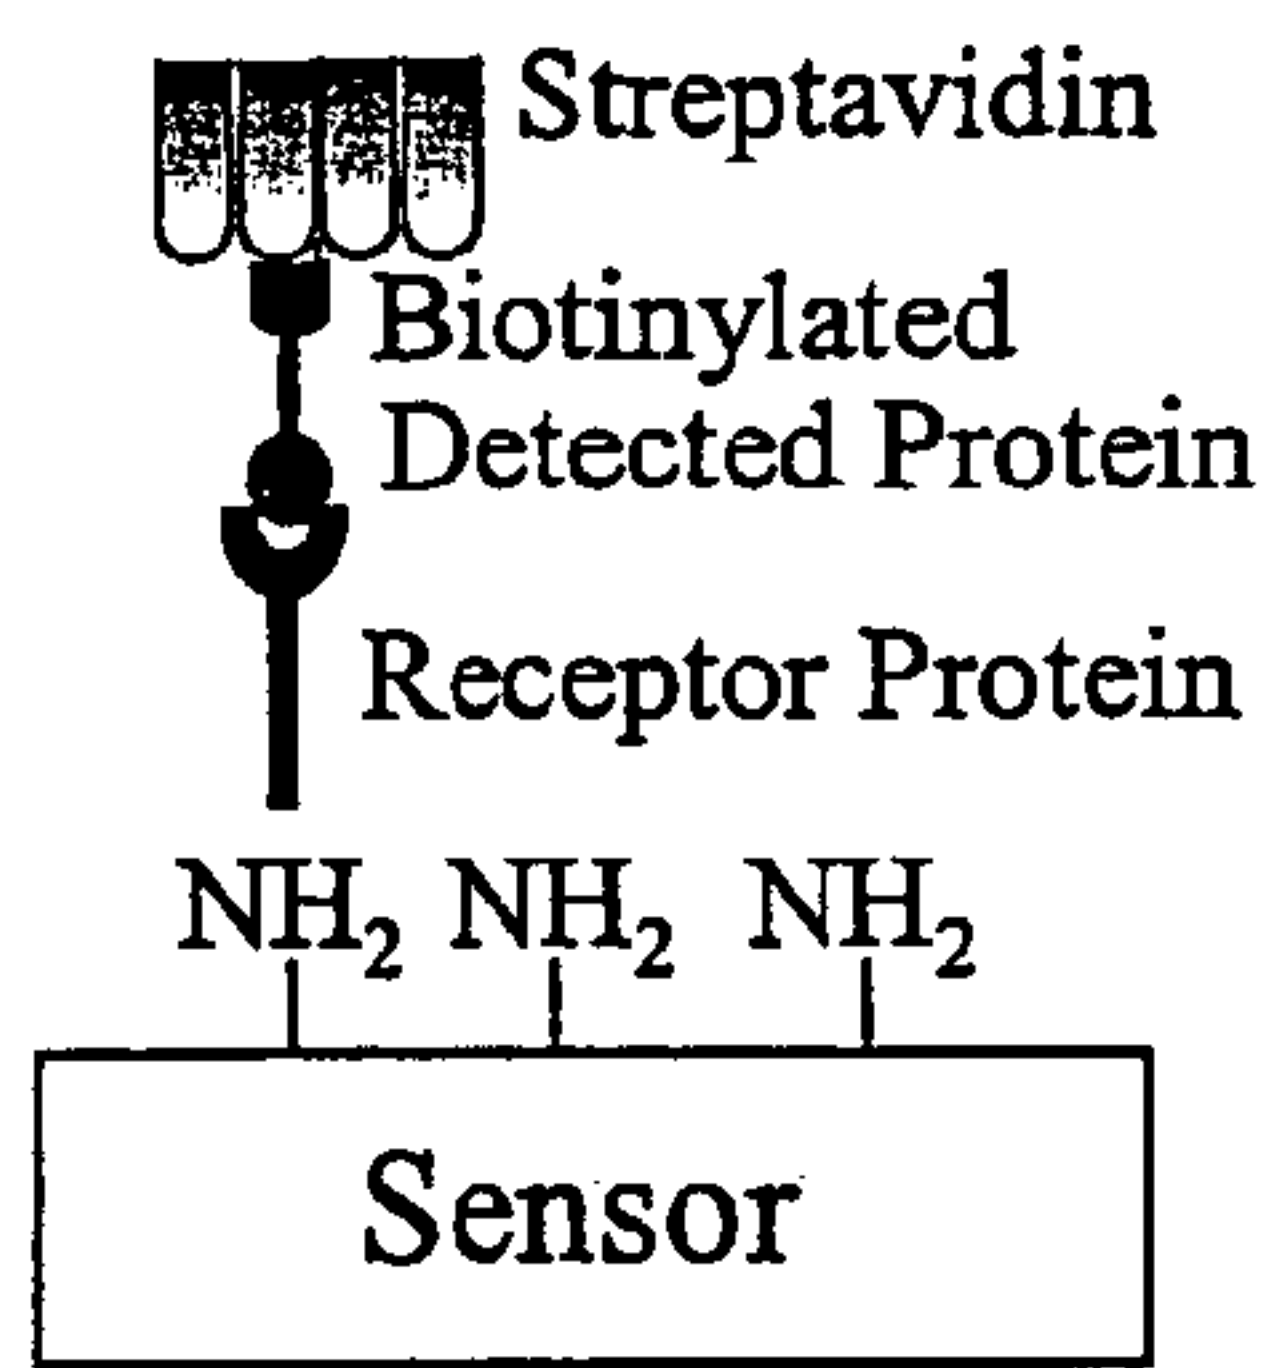 Streptavidin
Biotinylated
Detected Protein
Receptor Protein
NH₂ NH₂ NH₂
Sensor